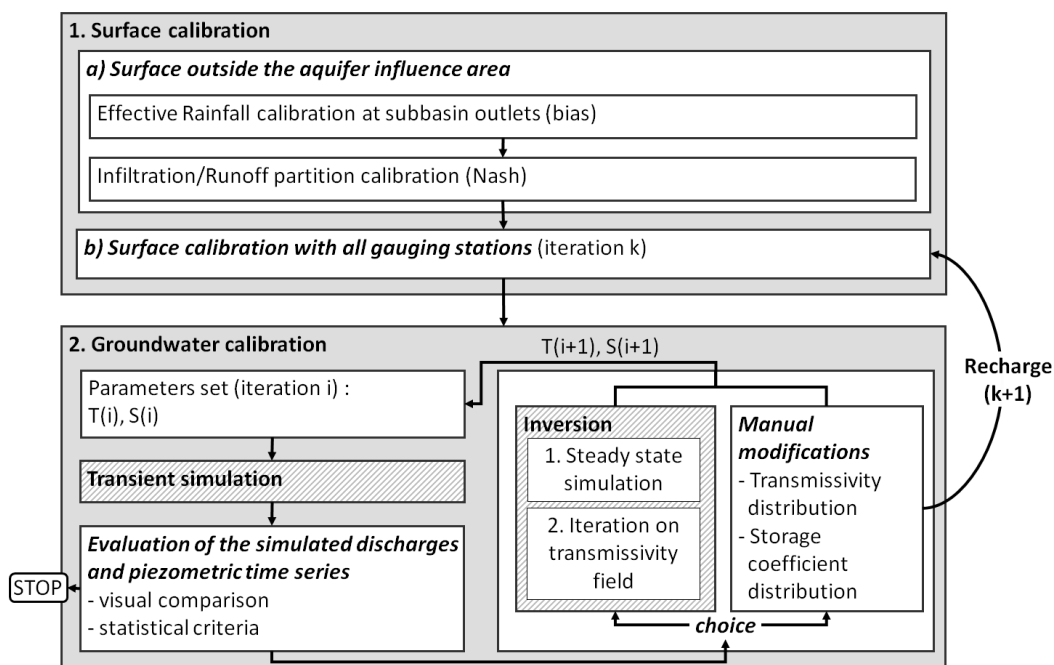 1. Surface calibration
a) Surface outside the aquifer influence area
Effective Rainfall calibration at subbasin outlets (bias)
Infiltration/Runoff partition calibration (Nash)
b) Surface calibration with all gauging stations (iteration k)
Recharge
(k+1)
2. Groundwater calibration
T(i+1), S(i+1)
Parameters set (iteration i) :
T(i), S(i)
Transient simulation
Evaluation of the simulated discharges
and piezometric time series
- visual comparison
- statistical criteria
STOP
Inversion
1. Steady state
simulation
2. Iteration on
transmissivity
field
Manual
modifications
- Transmissivity
distribution
- Storage
coefficient
distribution
choice